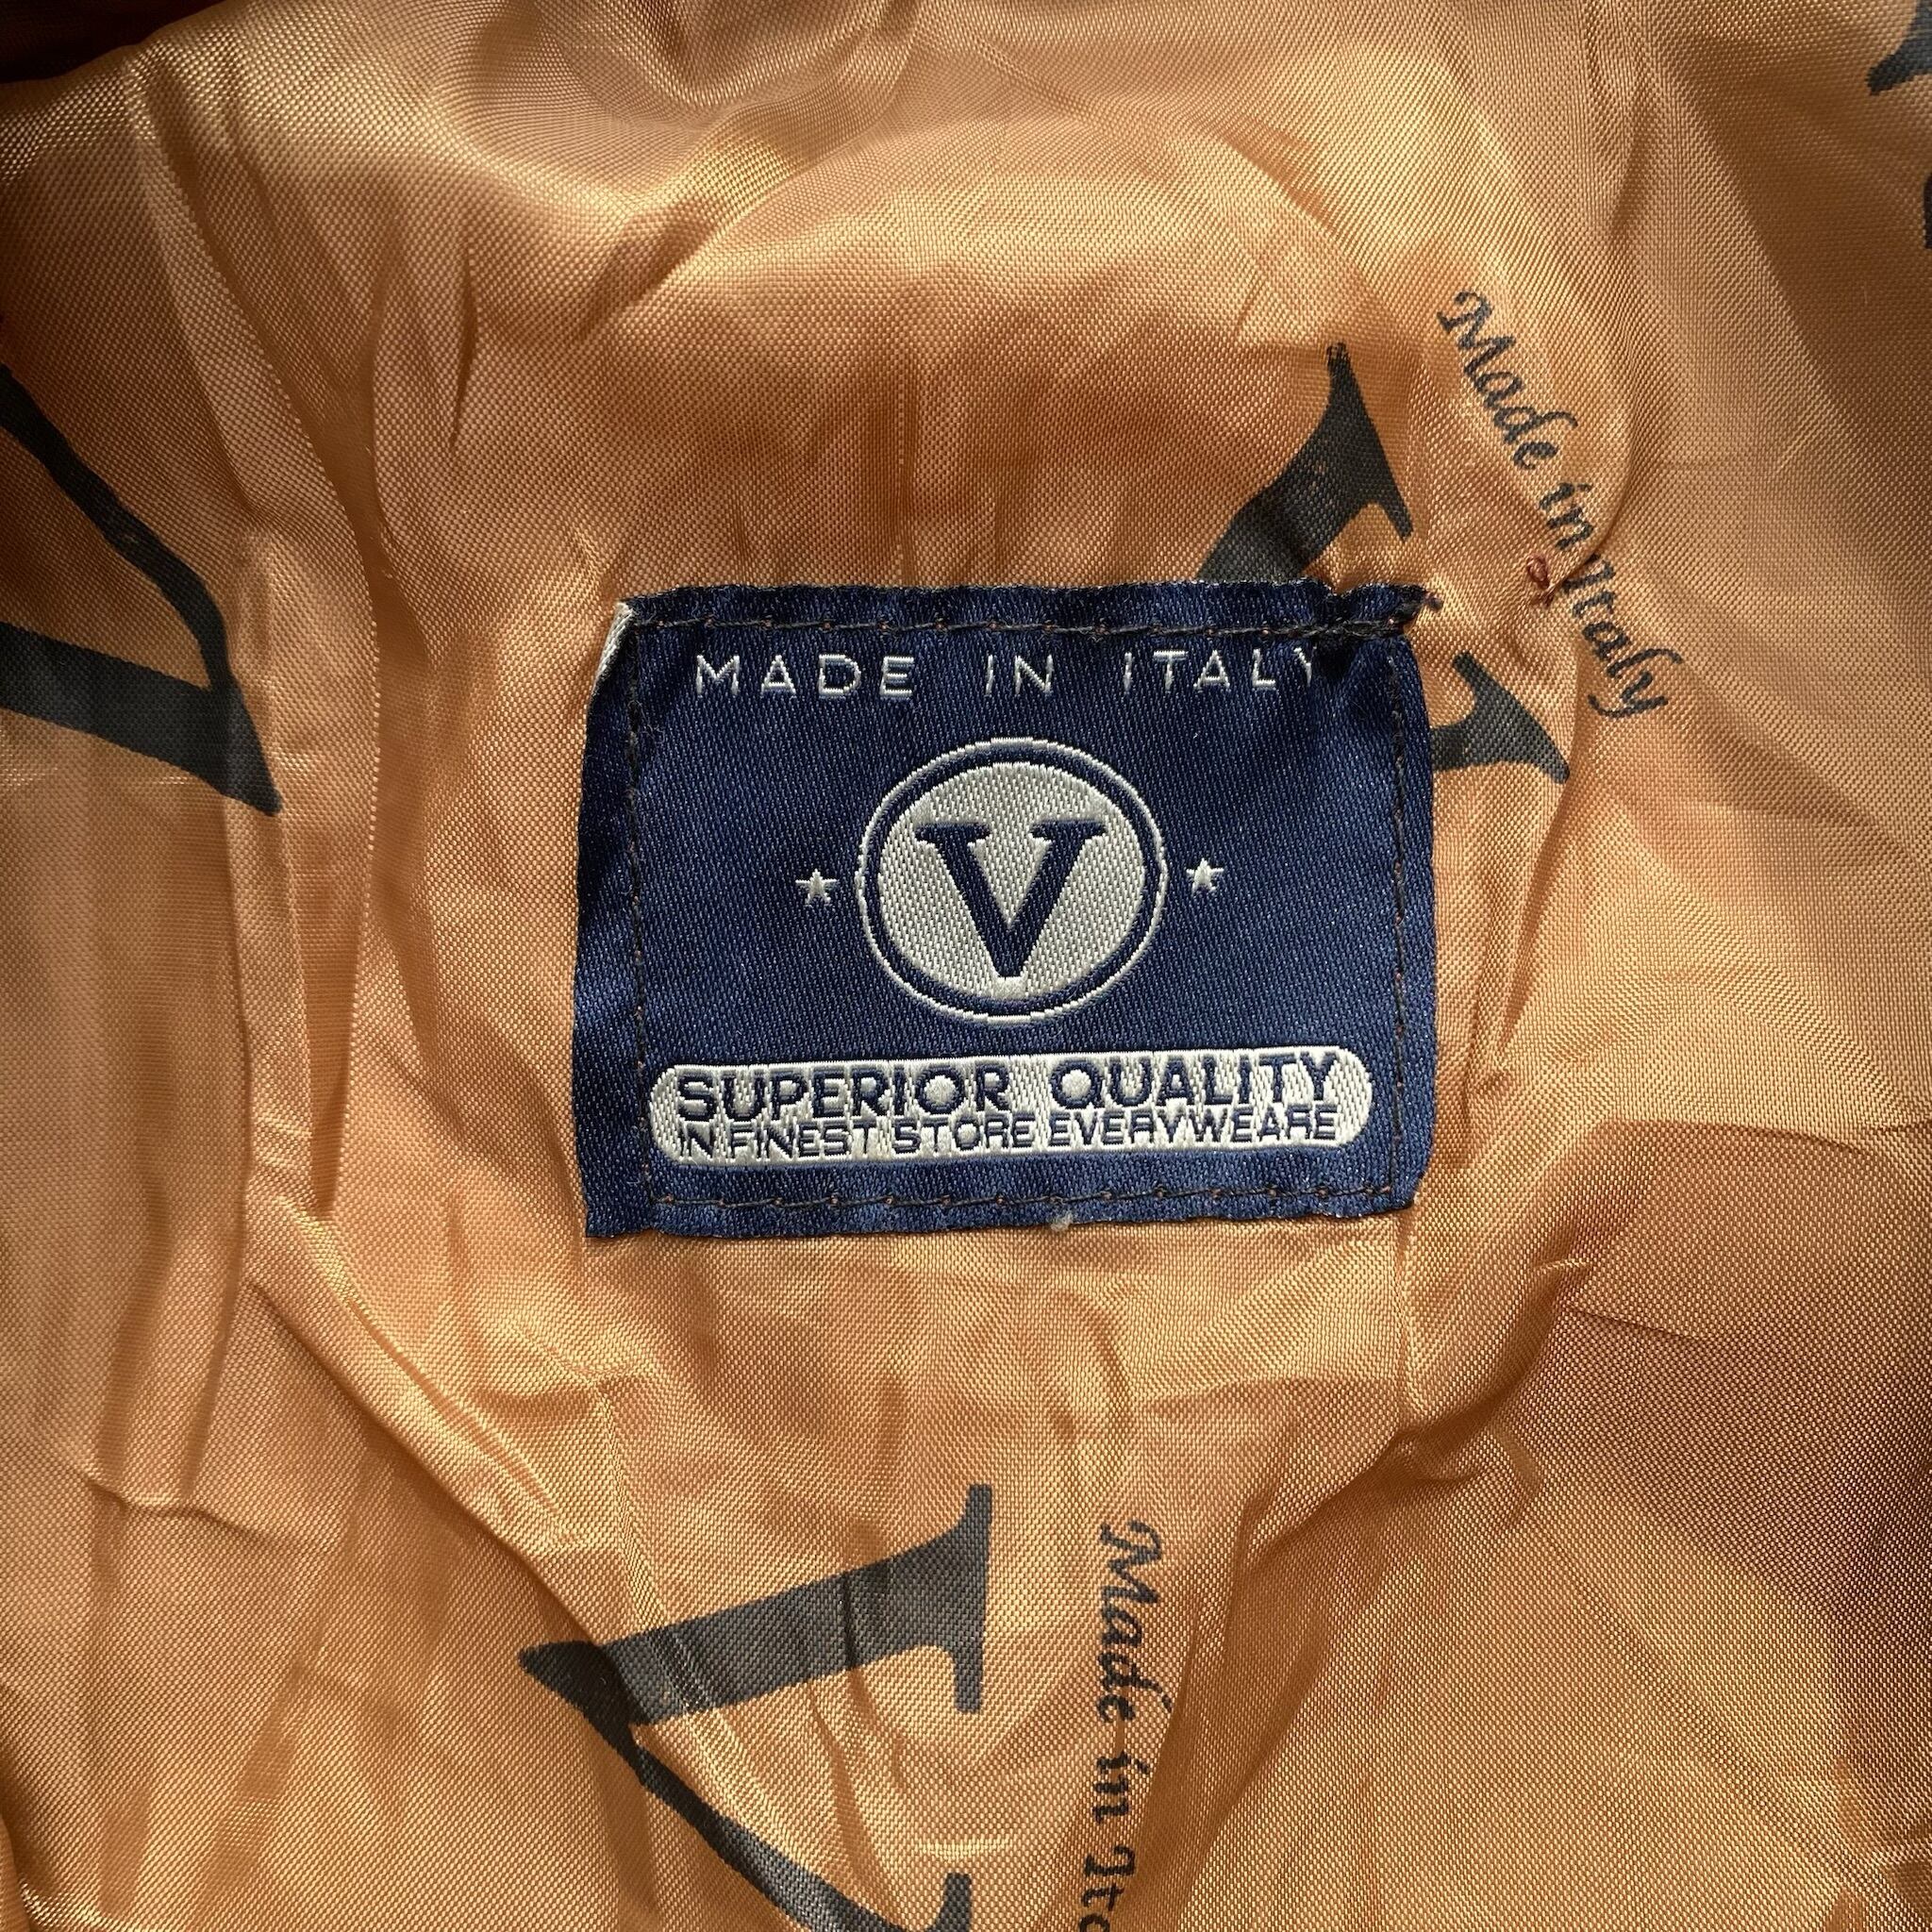 Made in Italy
MADE IN ITALY
V
SUPERIOR QUALITY
IN FINEST STORE EVERYWEARE
V
Made in Ita